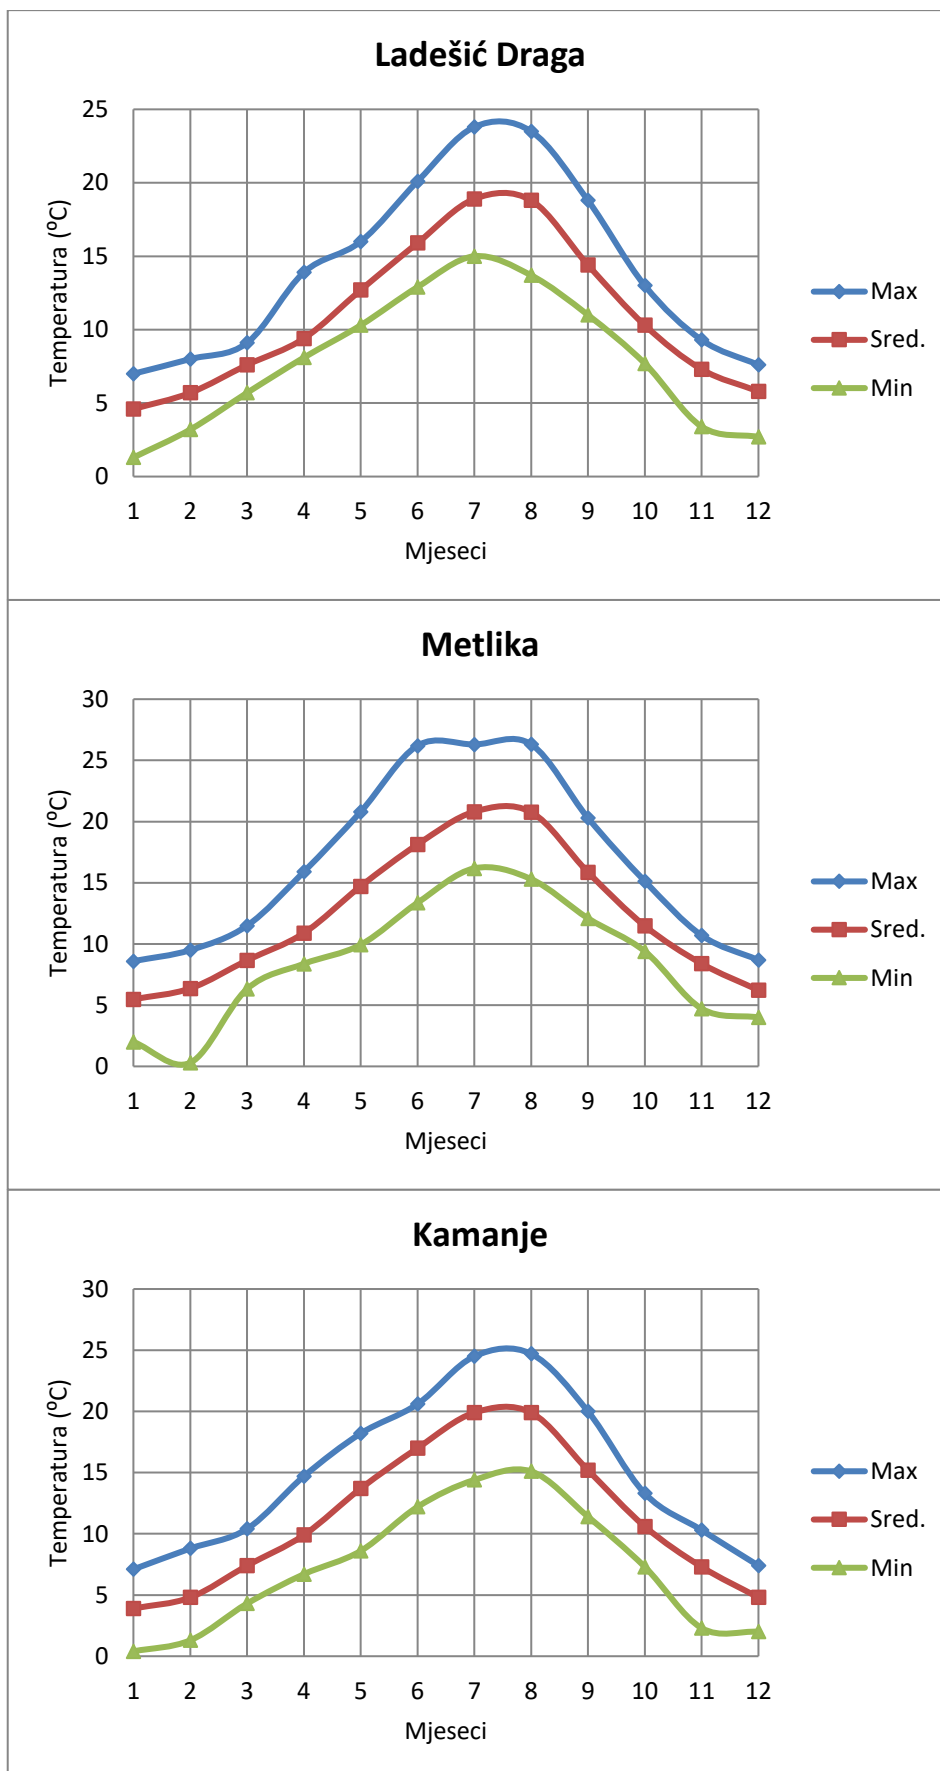 Ladešić Draga
25
20
15
10
5
0
Temperatura (⁰C)
1 2 3 4 5 6 7 8 9 10 11 12
Mjeseci
Max
Sred.
Min
Metlika
30
25
20
15
10
5
0
Temperatura (⁰C)
1 2 3 4 5 6 7 8 9 10 11 12
Mjeseci
Max
Sred.
Min
Kamanje
30
25
20
15
10
5
0
Temperatura (⁰C)
1 2 3 4 5 6 7 8 9 10 11 12
Mjeseci
Max
Sred.
Min